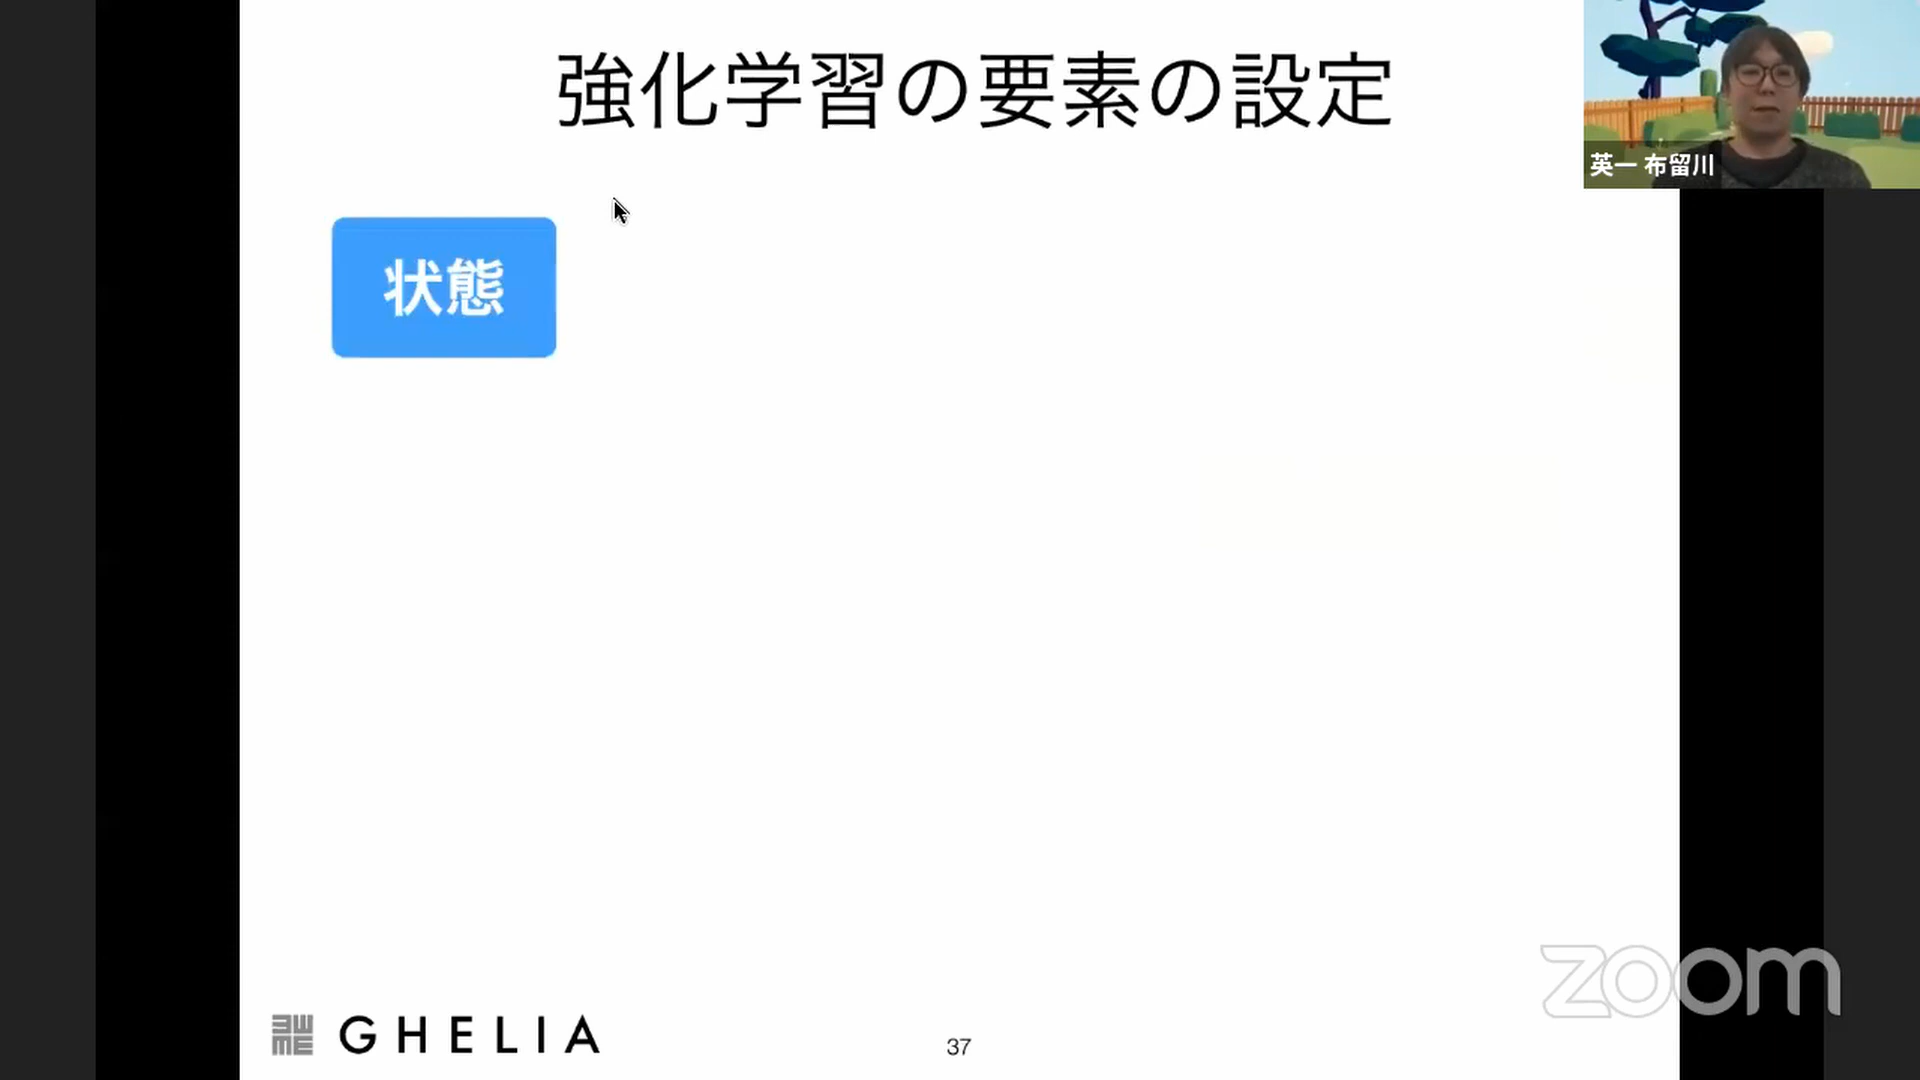 強化学習の要素の設定
英一 布留川
状態
zoom
GHELIA
37